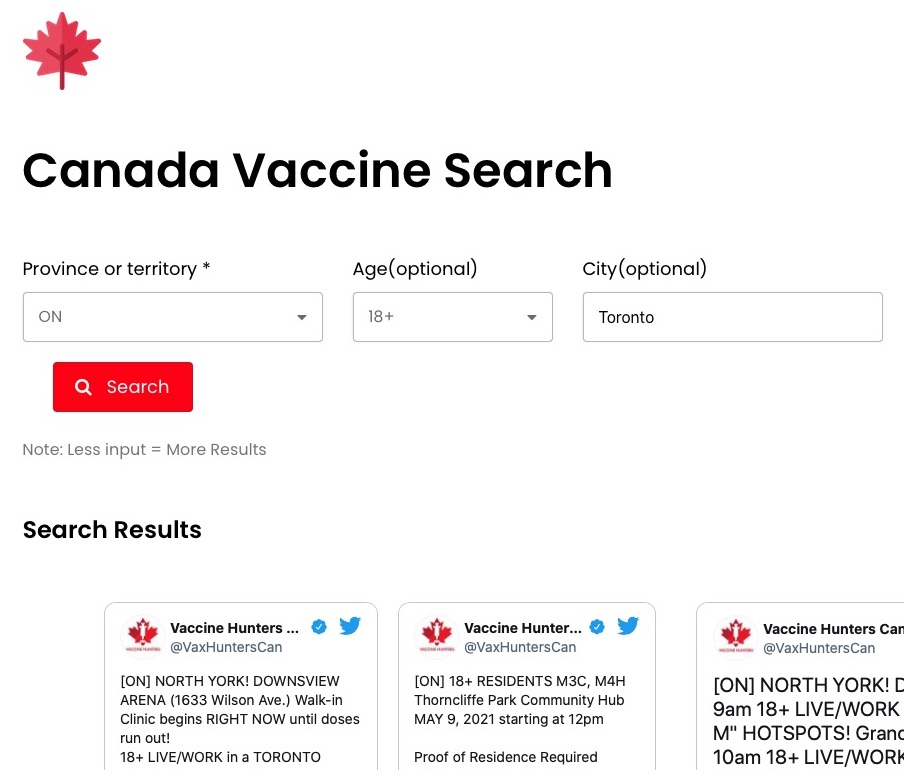 Canada Vaccine Search
Province or territory *
Age(optional)
City(optional)
ON
18+
Toronto
Search
Note: Less input = More Results
Search Results
Vaccine Hunters ...
@VaxHuntersCan
[ON] NORTH YORK! DOWNSVIEW
ARENA (1633 Wilson Ave.) Walk-in
Clinic begins RIGHT NOW until doses
run out!
18+ LIVE/WORK in a TORONTO
Vaccine Hunter...
@VaxHuntersCan
[ON] 18+ RESIDENTS M3C, M4H
Thorncliffe Park Community Hub
MAY 9, 2021 starting at 12pm
Proof of Residence Required
Vaccine Hunters Can
@VaxHuntersCan
[ON] NORTH YORK! D
9am 18+ LIVE/WORK
M" HOTSPOTS! Grand
10am 18+ LIVE/WORK